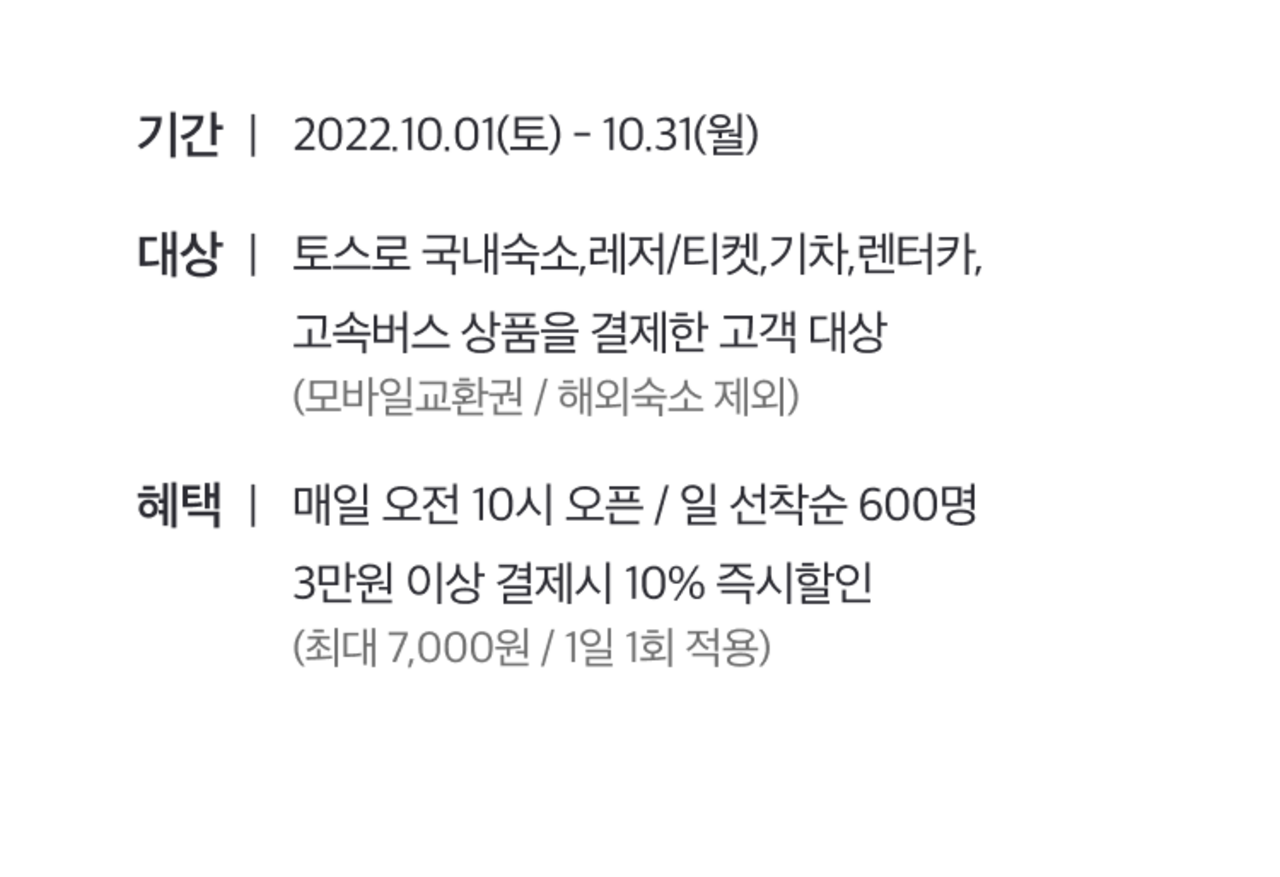 기간 | 2022.10.01(토) - 10.31(월)
대상 | 토스로 국내숙소,레저/티켓,기차,렌터카,
고속버스 상품을 결제한 고객 대상
(모바일교환권 / 해외숙소 제외)
혜택 | 매일 오전 10시 오픈 / 일 선착순 600명
3만원 이상 결제시 10% 즉시할인
(최대 7,000원 / 1일 1회 적용)